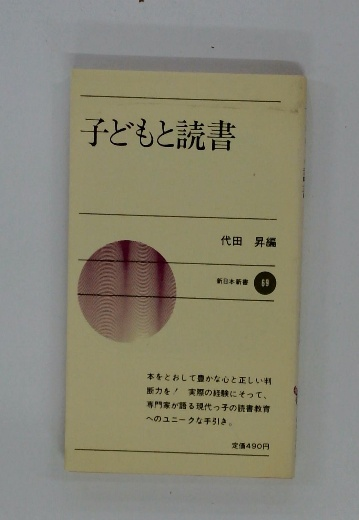 子どもと読書
代田 昇編
新日本新書 69
本をとおして豊かな心と正しい判
断力を! 実際の経験にそって、
専門家が語る現代っ子の読書教育
へのユニークな手引き。
定価490円